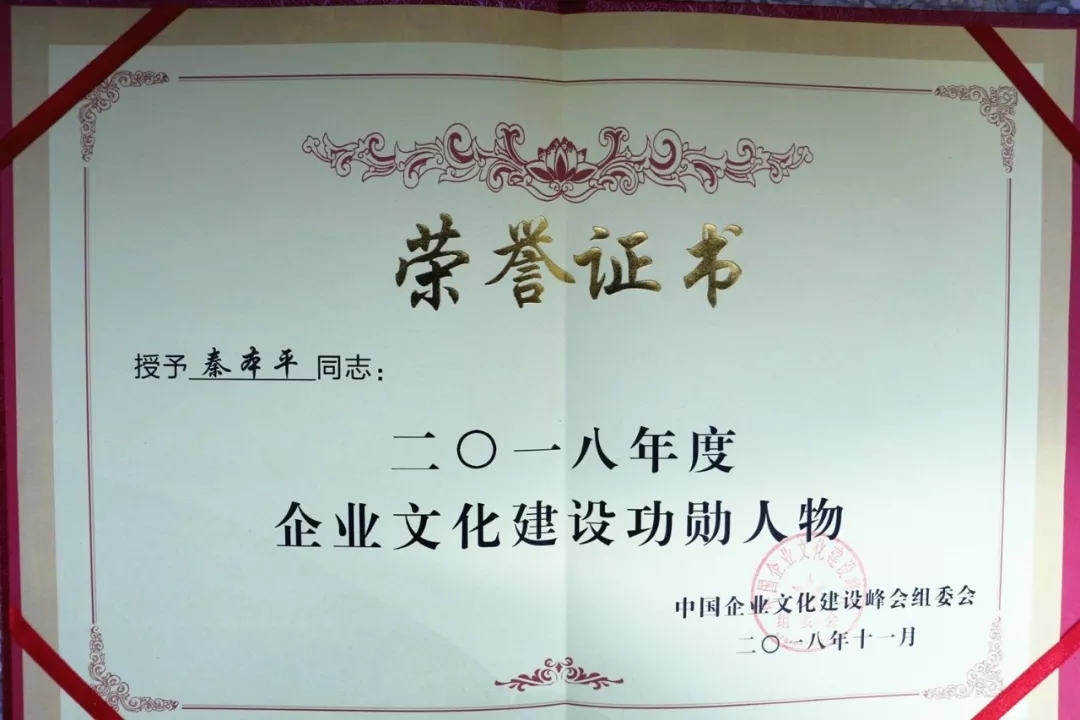 荣誉证书
授予 秦本平 同志：
二〇一八年度
企业文化建设功勋人物
中国企业文化建设峰会组委会
二〇一八年十一月